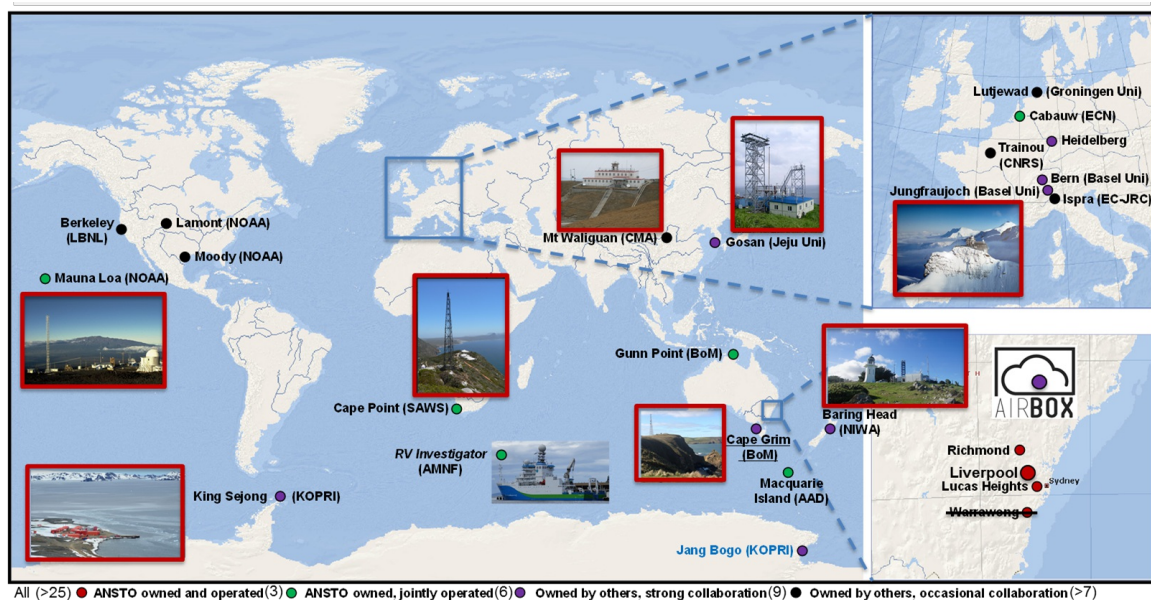 Lutjewad (Groningen Uni)
Cabauw (ECN)
Heidelberg
Trainou
(CNRS)
Bern (Basel Uni)
Jungfraujoch (Basel Uni)
Ispra (EC-JRC)
Berkeley
(LBNL)
Lamont (NOAA)
Moody (NOAA)
Mauna Loa (NOAA)
Mt Waliguan (CMA)
Gosan (Jeju Uni)
Gunn Point (BoM)
Cape Point (SAWS)
RV Investigator
(AMNF)
Cape Grim
(BoM)
Baring Head
(NIWA)
Macquarie
Island (AAD)
King Sejong (KOPRI)
Jang Bogo (KOPRI)
T H
AIRBOX
Richmond
Liverpool
Lucas Heights
Sydney
Warrawong
All (>25) ANSTO owned and operated(3) ANSTO owned, jointly operated(6) Owned by others, strong collaboration(9) Owned by others, occasional collaboration(>7)